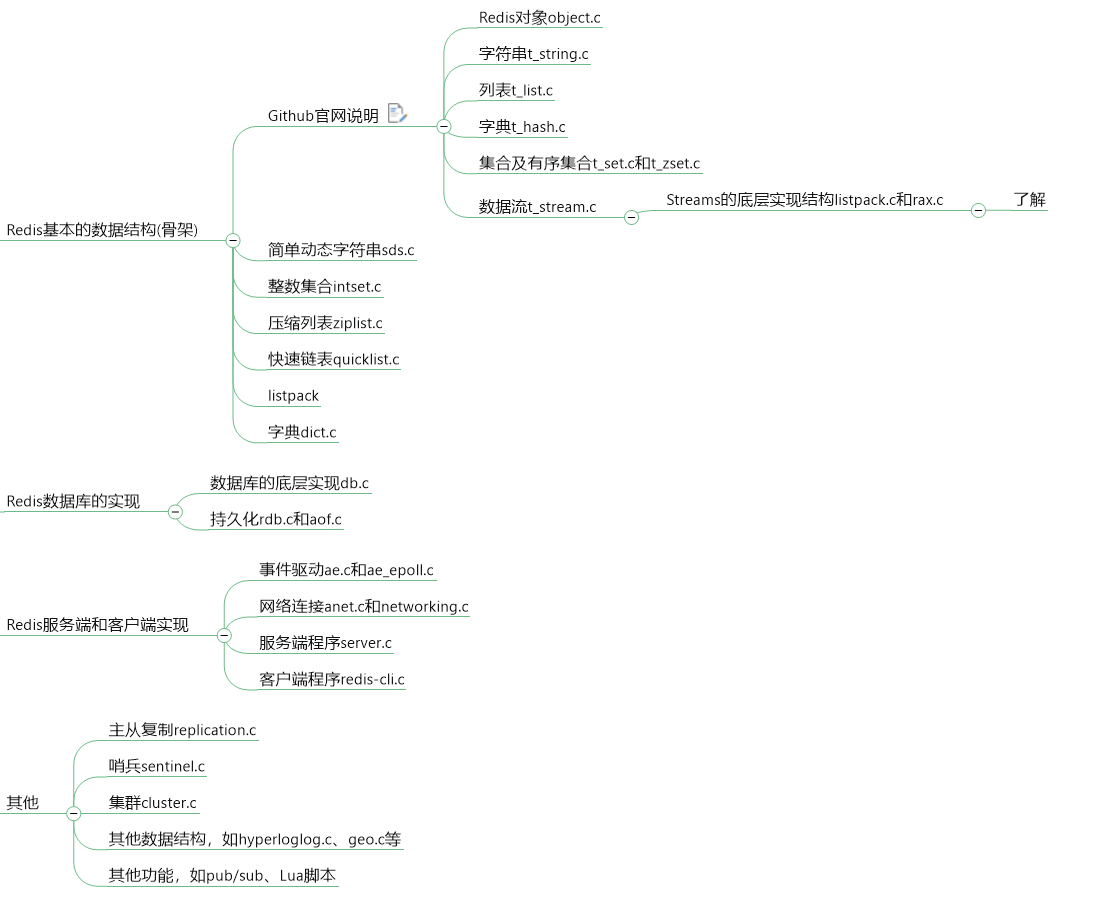 Redis基本的数据结构(骨架)
Github官网说明
Redis对象object.c
字符串t_string.c
列表t_list.c
字典t_hash.c
集合及有序集合t_set.c和t_zset.c
数据流t_stream.c
Streams的底层实现结构listpack.c和rax.c
了解
简单动态字符串sds.c
整数集合intset.c
压缩列表ziplist.c
快速链表quicklist.c
listpack
字典dict.c
Redis数据库的实现
数据库的底层实现db.c
持久化rdb.c和aof.c
Redis服务端和客户端实现
事件驱动ae.c和ae_epoll.c
网络连接anet.c和networking.c
服务端程序server.c
客户端程序redis-cli.c
其他
主从复制replication.c
哨兵sentinel.c
集群cluster.c
其他数据结构，如hyperloglog.c、geo.c等
其他功能，如pub/sub、Lua脚本